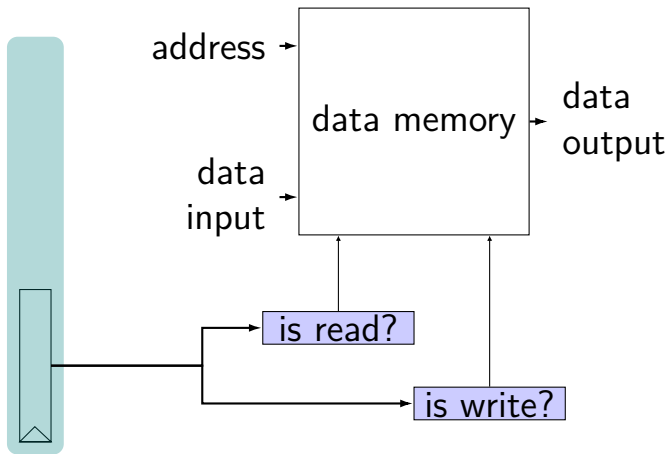 address
data memory
data
output
data
input
is read?
is write?